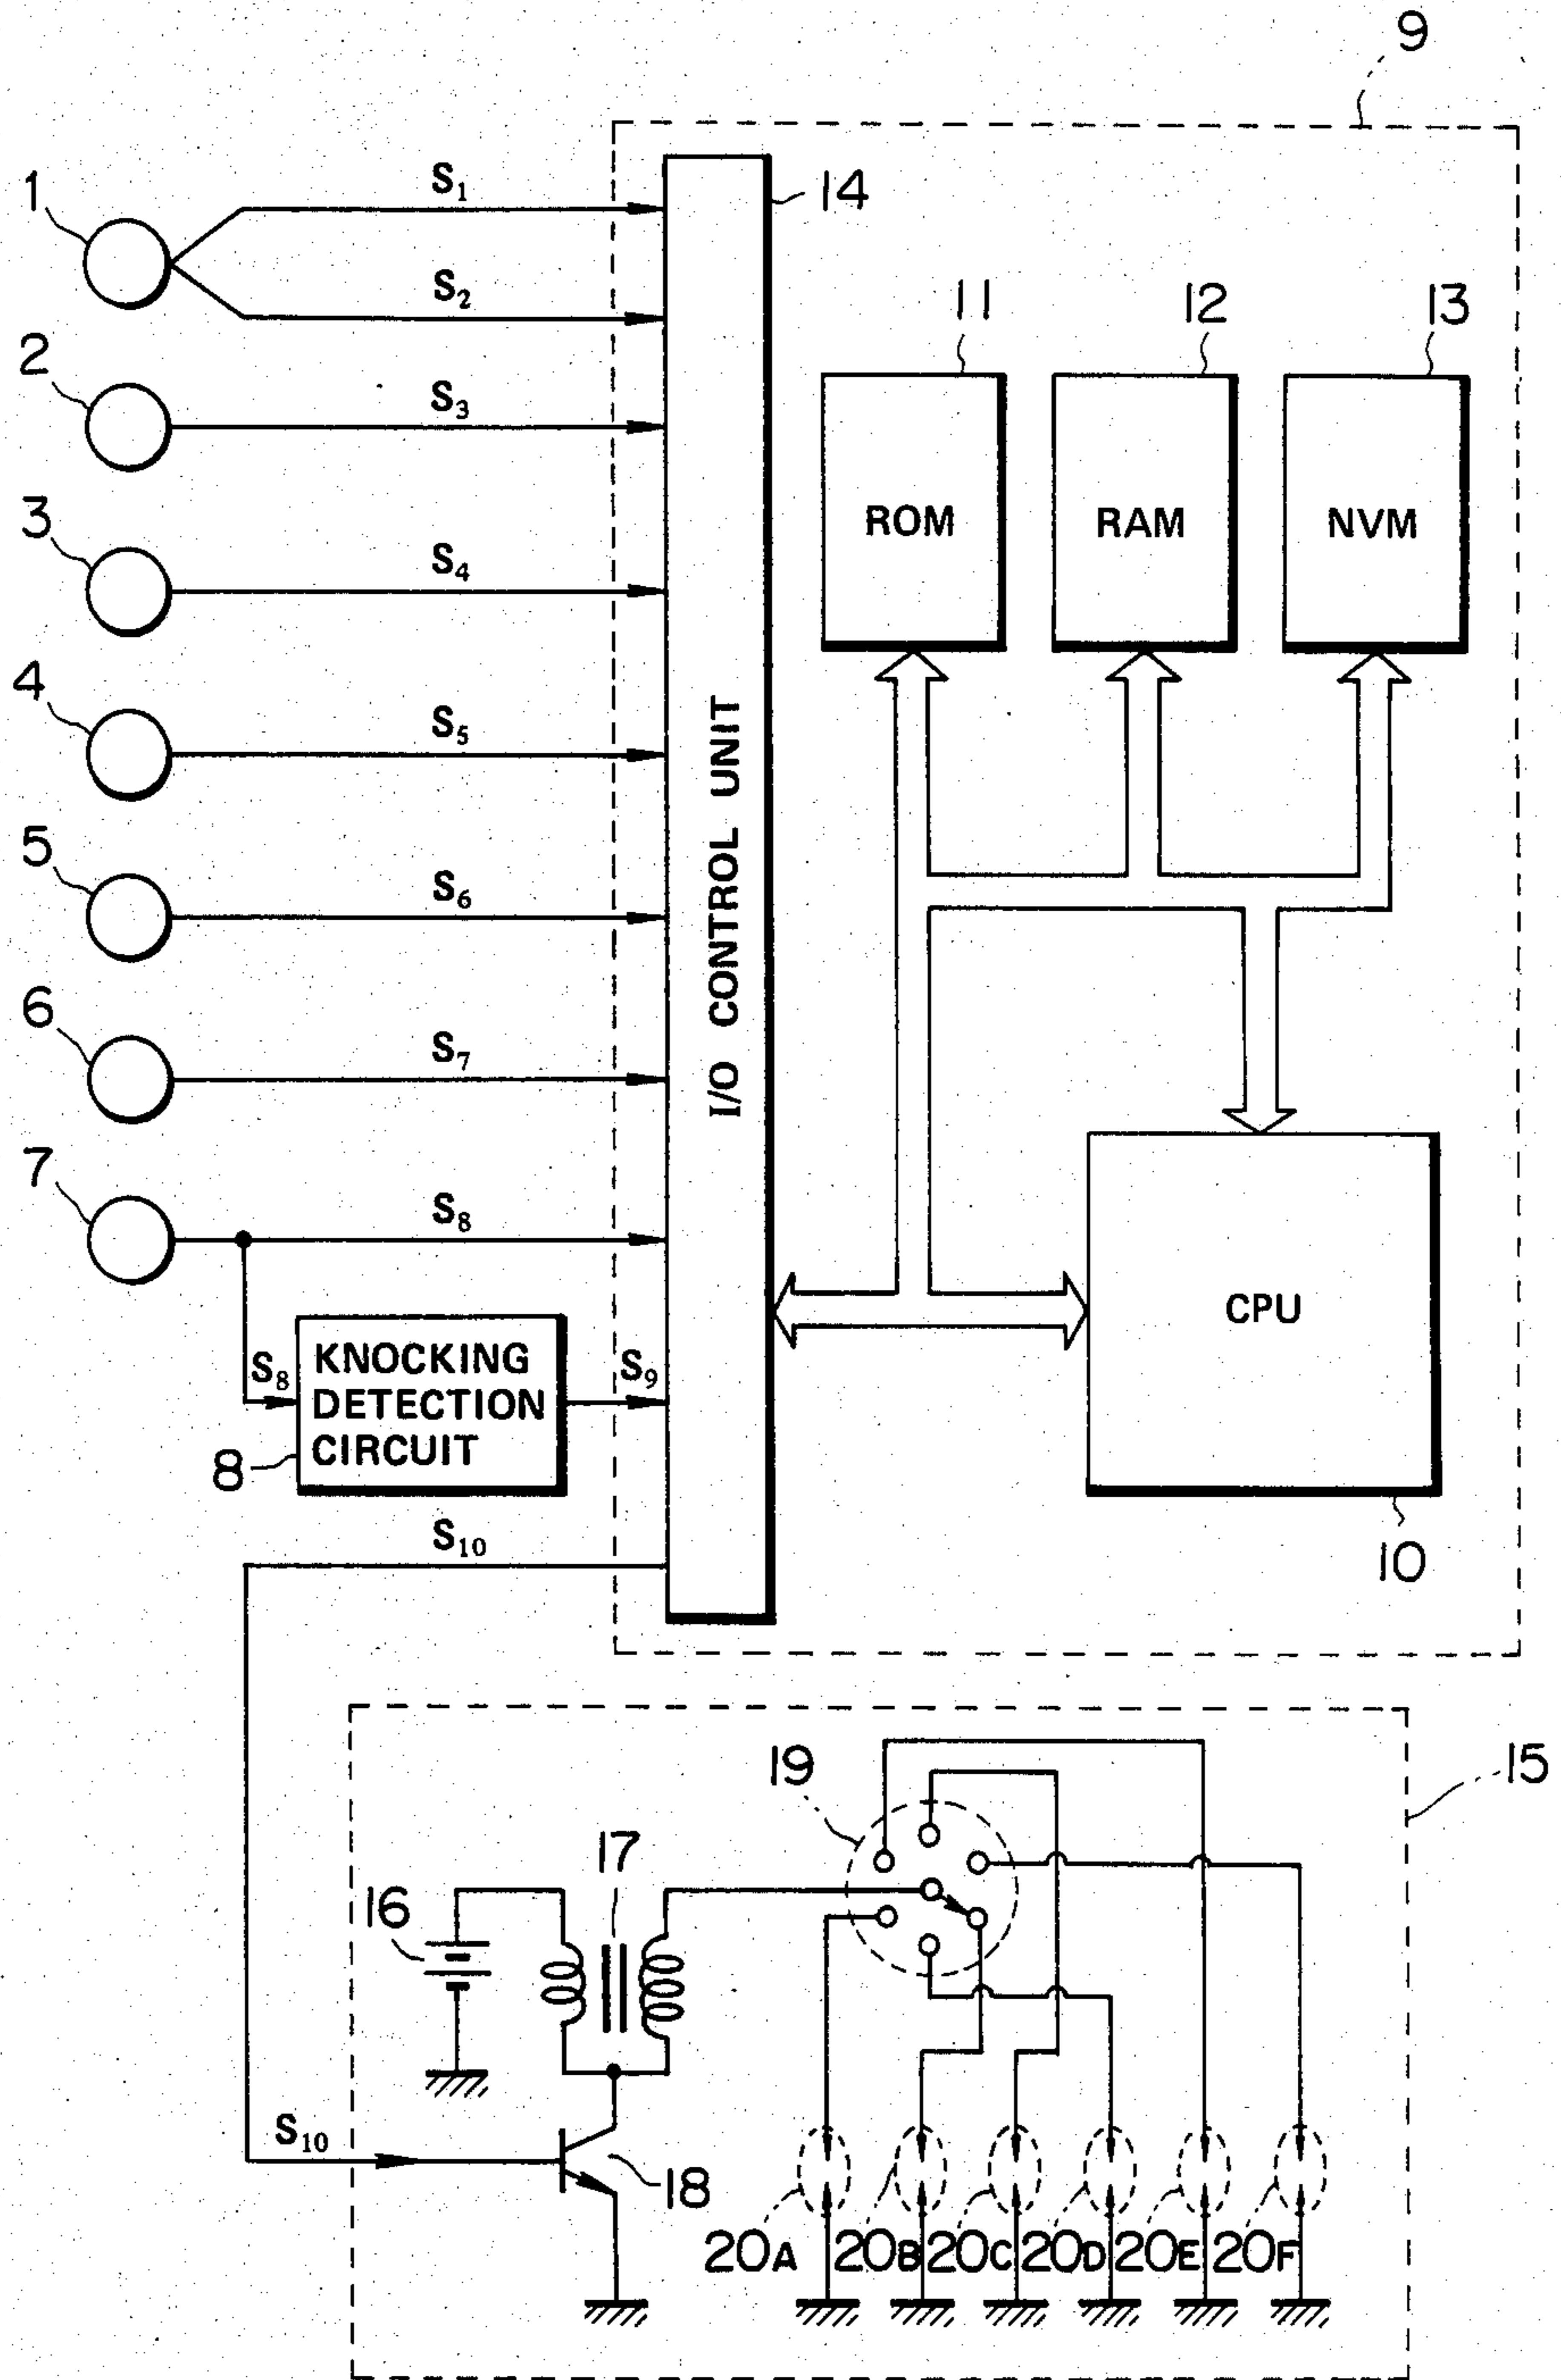 9
1
S₁
14
S₂
11
12
13
2
S₃
ROM
RAM
NVM
3
S₄
4
S₅
I/O CONTROL UNIT
5
S₆
6
S₇
7
S₈
CPU
S₈
KNOCKING
DETECTION
CIRCUIT
S₉
8
10
S₁₀
15
19
17
16
S₁₀
18
20A
20B
20C
20D
20E
20F